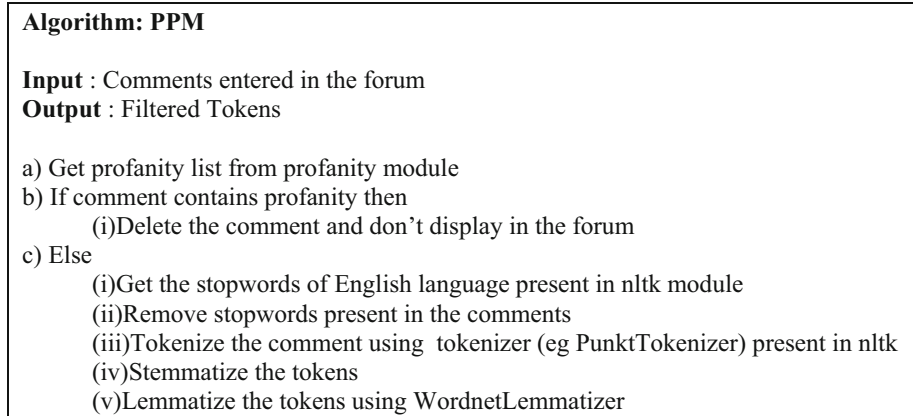 Algorithm: PPM
Input : Comments entered in the forum
Output : Filtered Tokens
a) Get profanity list from profanity module
b) If comment contains profanity then
(i)Delete the comment and don’t display in the forum
c) Else
(i)Get the stopwords of English language present in nltk module
(ii)Remove stopwords present in the comments
(iii)Tokenize the comment using tokenizer (eg PunktTokenizer) present in nltk
(iv)Stemmatize the tokens
(v)Lemmatize the tokens using WordnetLemmatizer